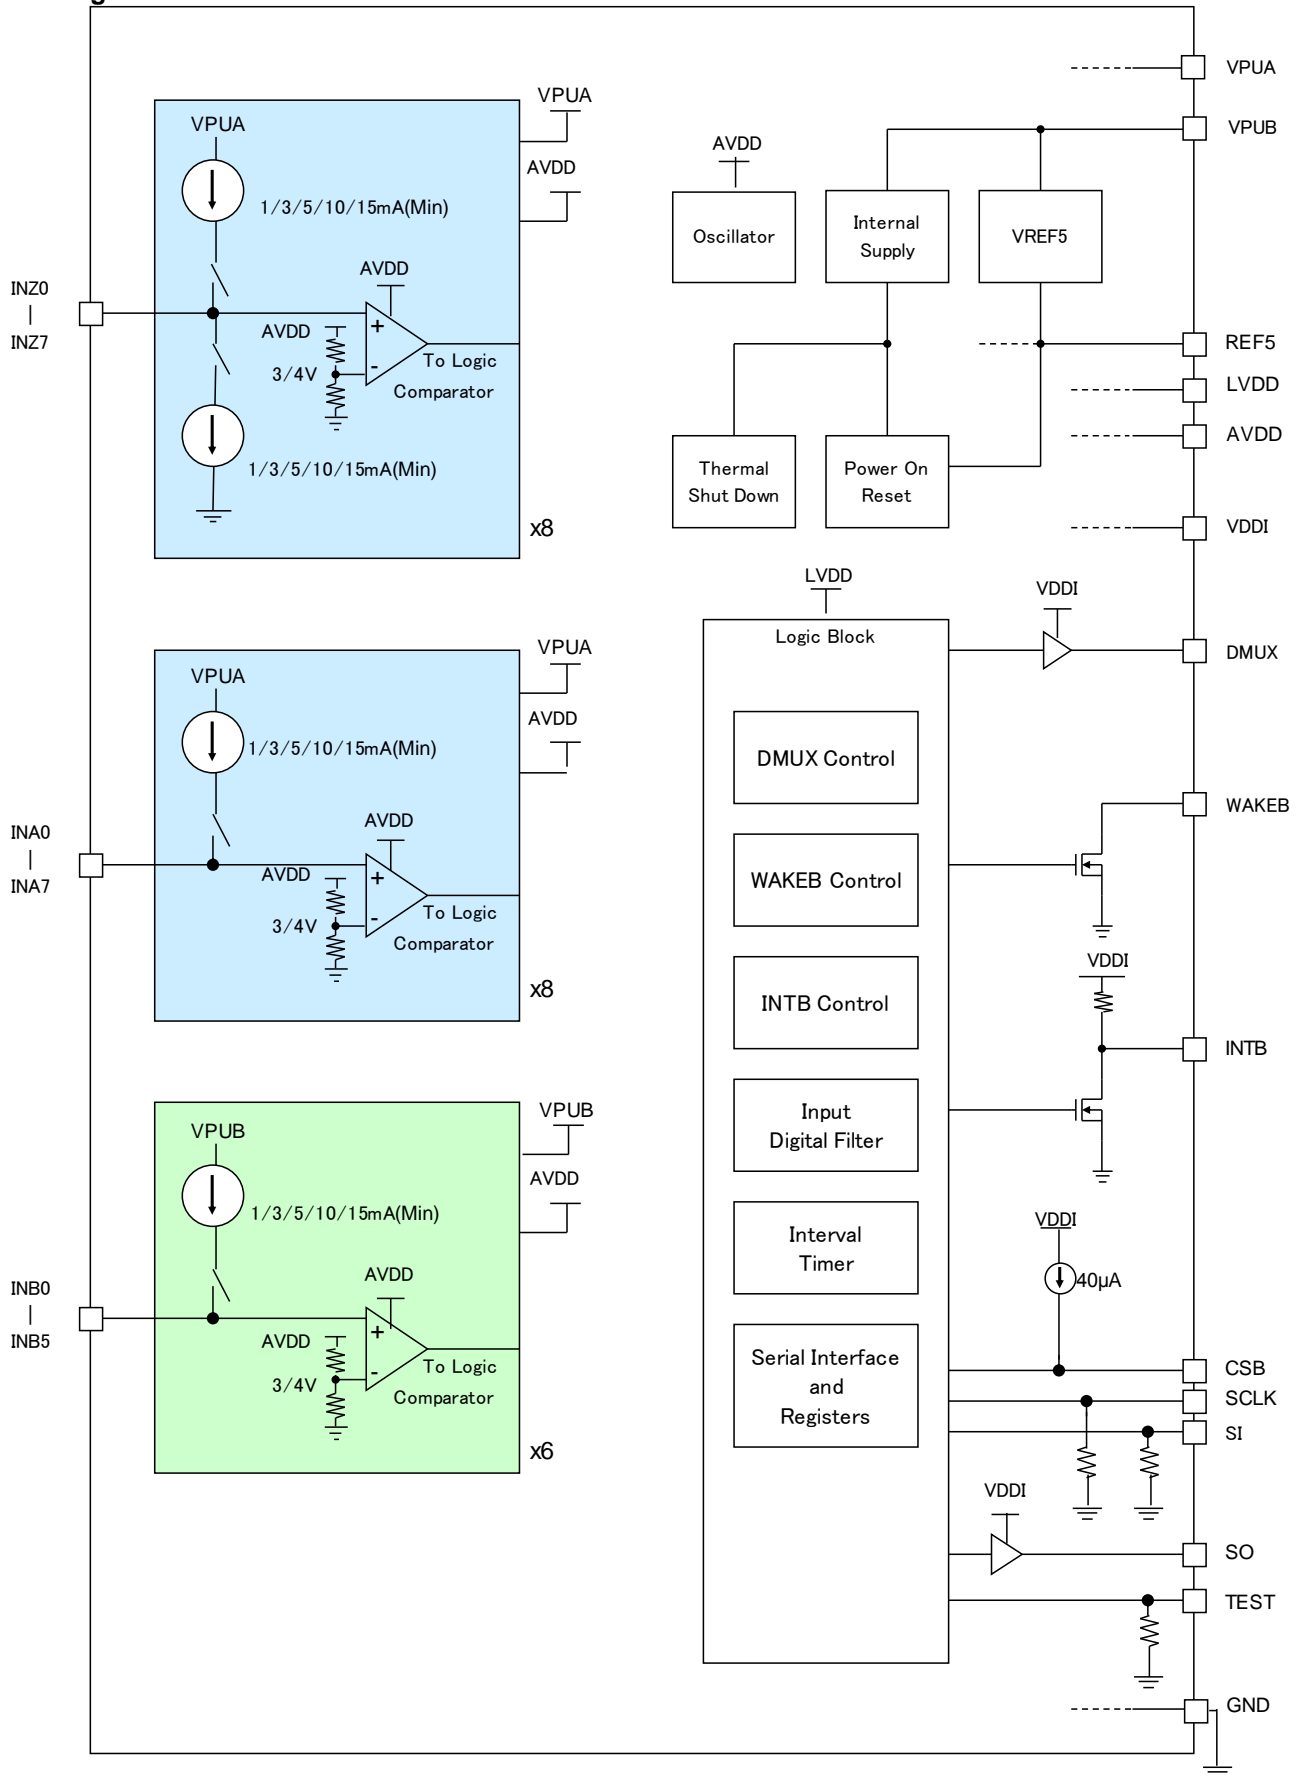 VPUA
VPUA
VPUB
VPUA
AVDD
AVDD
1/3/5/10/15mA(Min)
Oscillator
Internal
Supply
VREF5
AVDD
INZ0
|
INZ7
AVDD
+
-
3/4V
To Logic
Comparator
REF5
LVDD
AVDD
1/3/5/10/15mA(Min)
Thermal
Shut Down
Power On
Reset
x8
VDDI
LVDD
VDDI
Logic Block
DMUX
VPUA
VPUA
AVDD
1/3/5/10/15mA(Min)
DMUX Control
WAKEB
INA0
|
INA7
AVDD
AVDD
+
-
3/4V
To Logic
Comparator
WAKEB Control
x8
VDDI
INTB Control
INTB
VPUB
VPUB
AVDD
1/3/5/10/15mA(Min)
Input
Digital Filter
Interval
Timer
VDDI
40μA
INB0
|
INB5
AVDD
AVDD
+
-
3/4V
To Logic
Comparator
x6
Serial Interface
and
Registers
CSB
SCLK
SI
VDDI
SO
TEST
GND